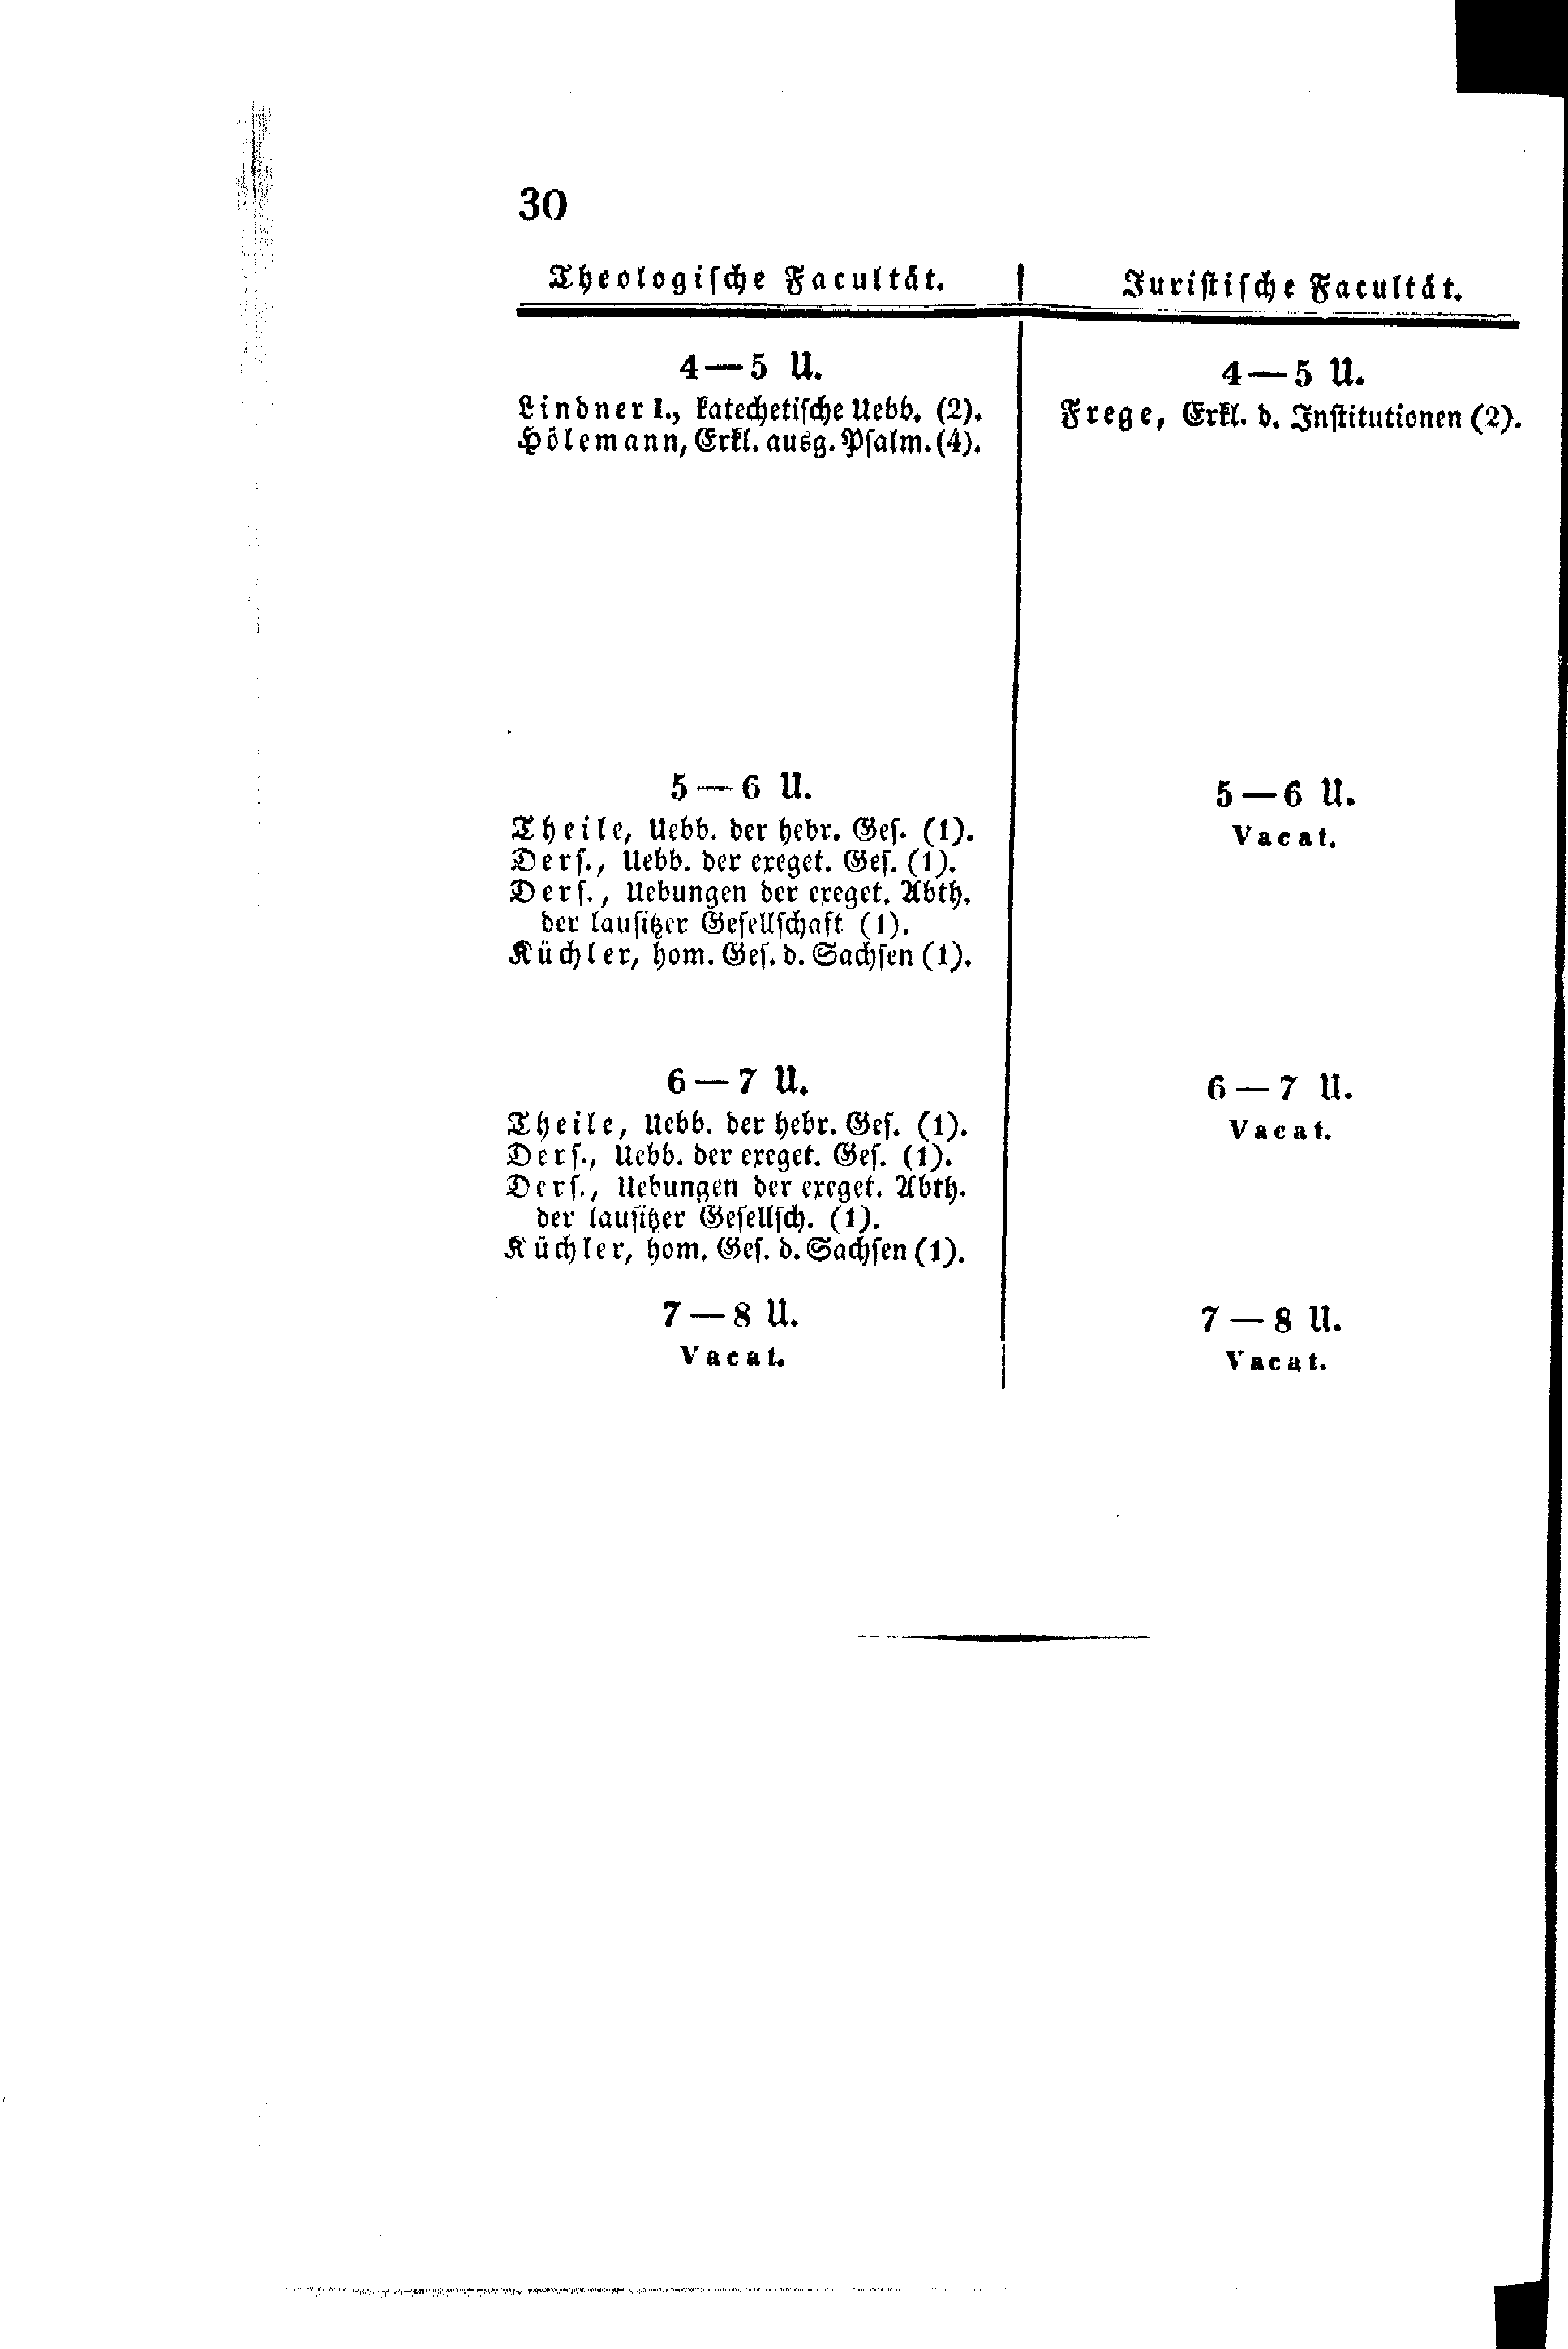 30
Theologische Facultät.
4—5 U.
Lindner I., katechetische Uebb. (2).
Hölemann, Erkl. ausg. Psalm. (4).
5—6 U.
Theile, Uebb. der hebr. Ges. (1).
Ders., Uebb. der exeget. Ges. (1).
Ders., Uebungen der exeget. Abth.
der lausitzer Gesellschaft (1).
Küchler, hom. Ges. d. Sachsen (1).
6—7 U.
Theile, Uebb. der hebr. Ges. (1).
Ders., Uebb. der exeget. Ges. (1).
Ders., Uebungen der exeget. Abth.
der lausitzer Gesellsch. (1).
Küchler, hom. Ges. d. Sachsen (1).
7—8 U.
Vacat.
Juristische Facultät.
4—5 U.
Frege, Erkl. d. Institutionen (2).
5—6 U.
Vacat.
6—7 U.
Vacat.
7—8 U.
Vacat.